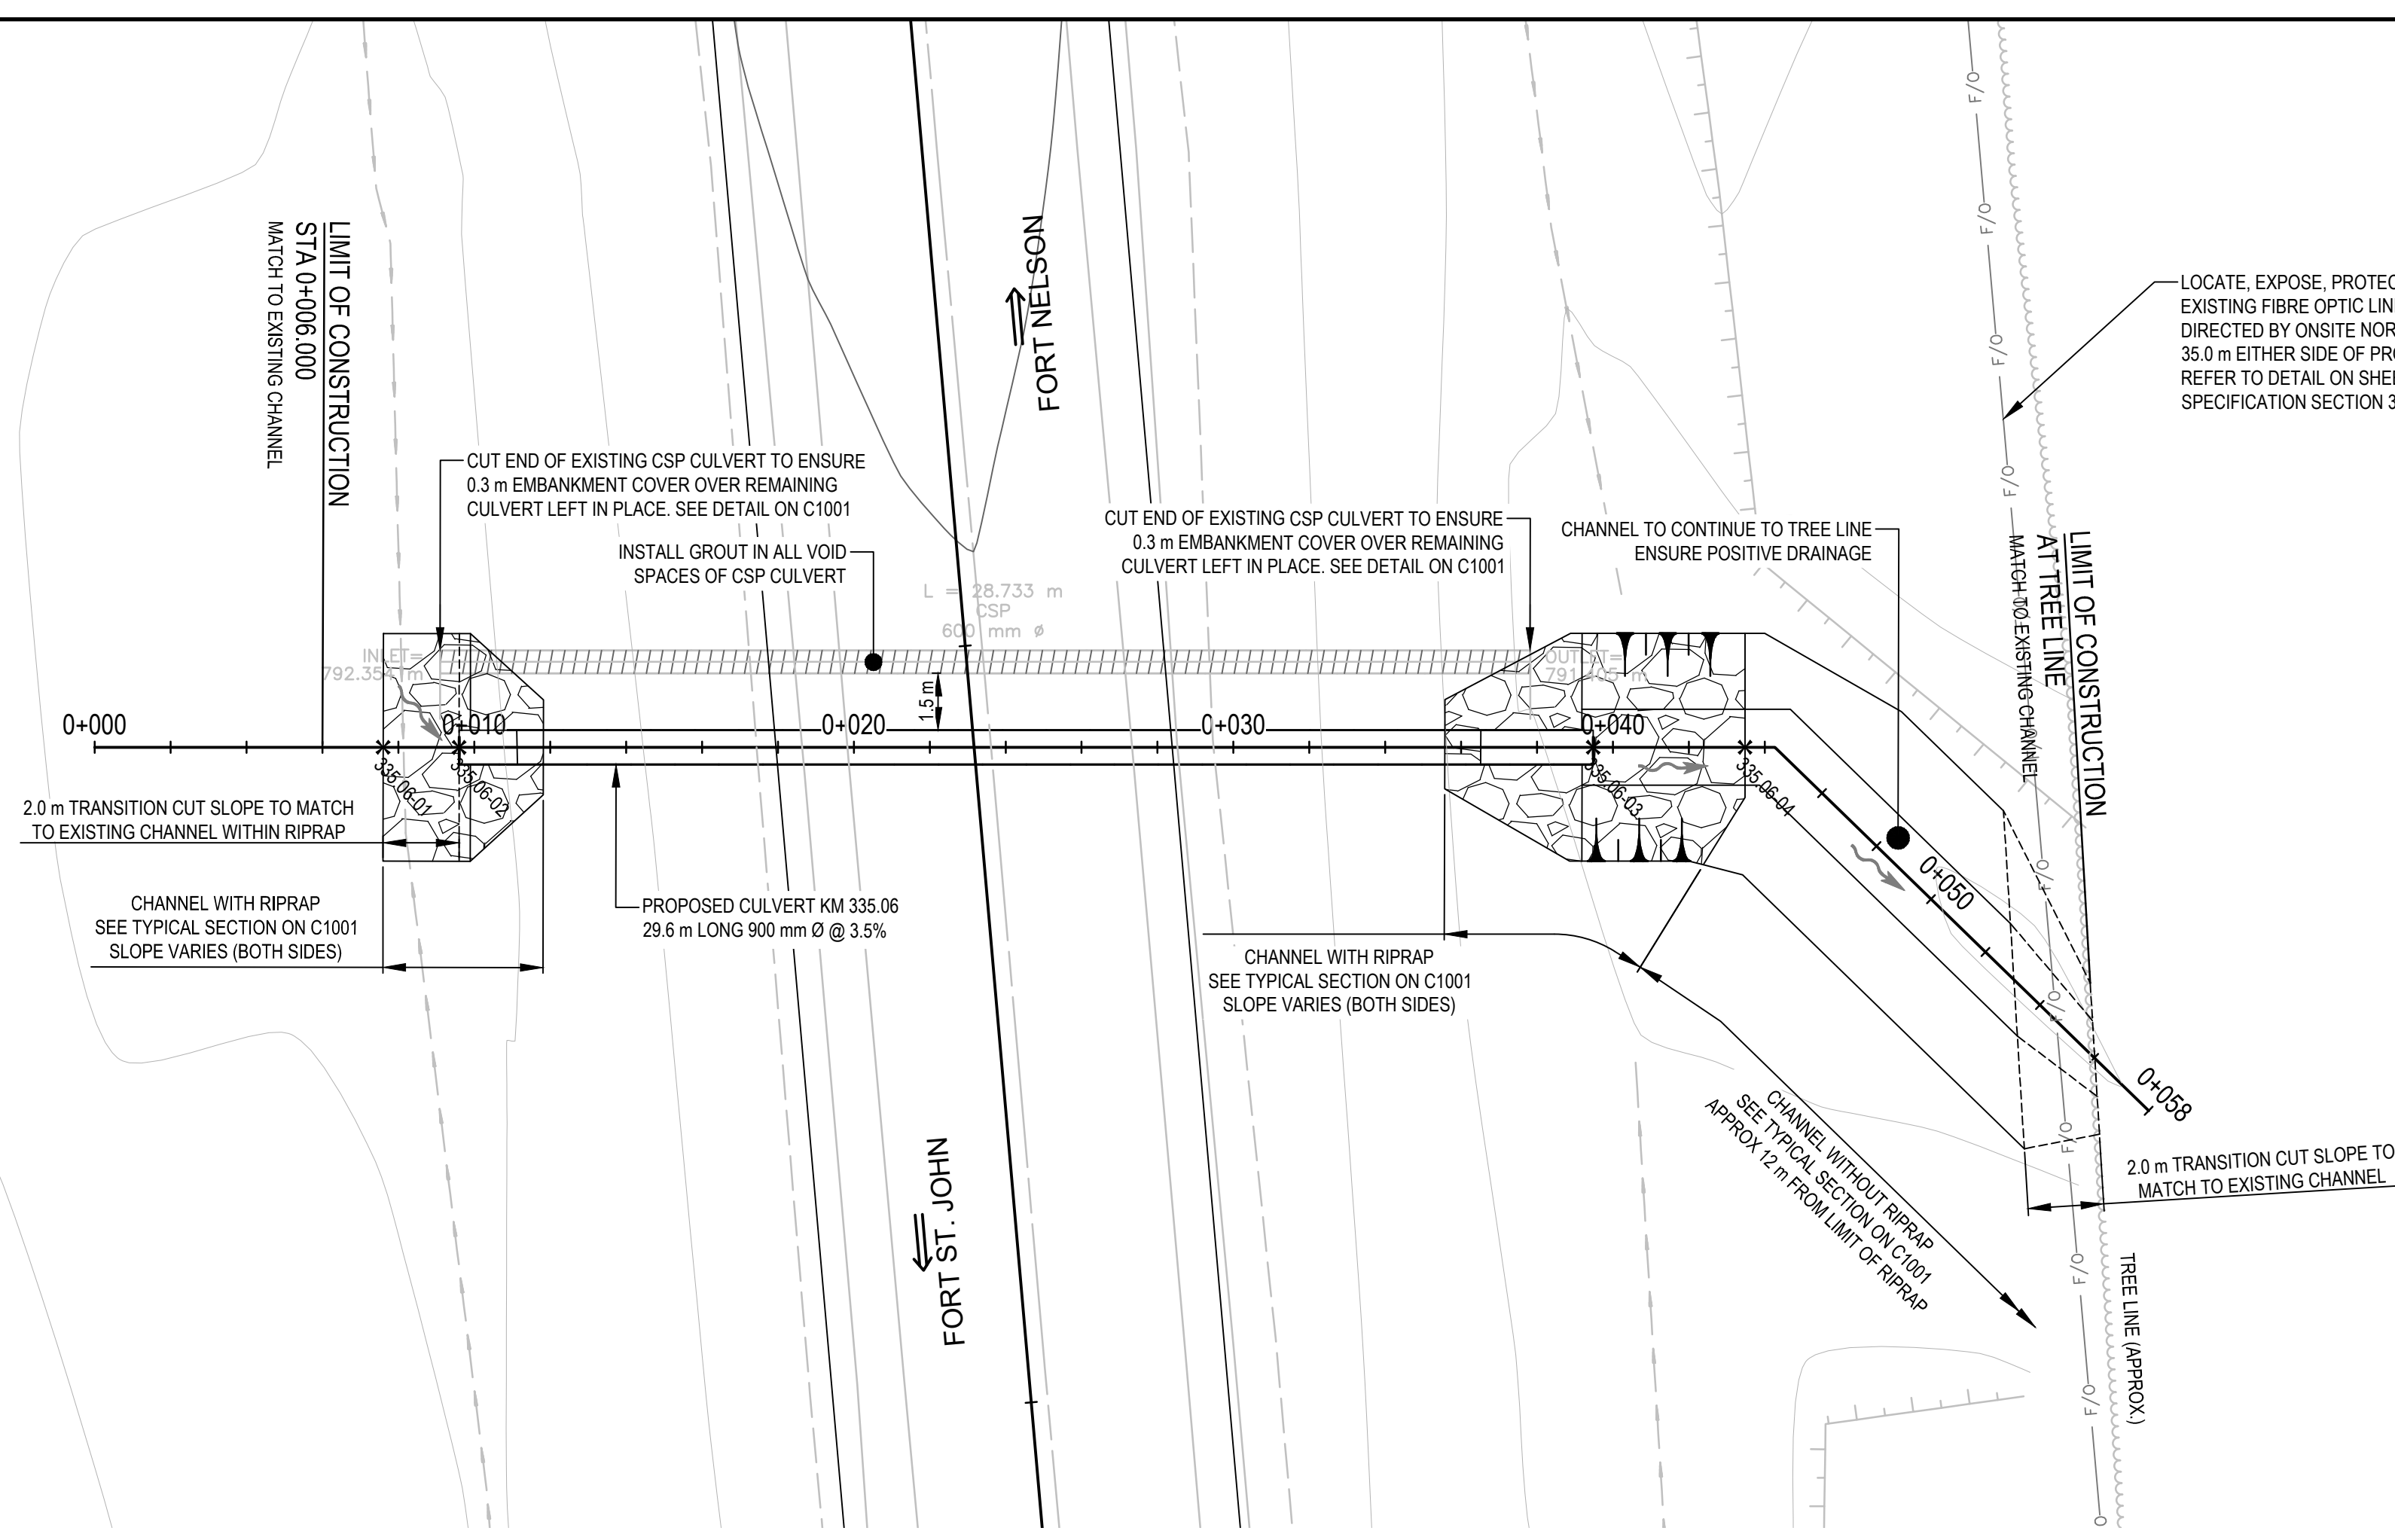 LIMIT OF CONSTRUCTION
STA 0+006.000
MATCH TO EXISTING CHANNEL
FORT NELSON
LOCATE, EXPOSE, PROTEC
EXISTING FIBRE OPTIC LIN
DIRECTED BY ONSITE NOR
35.0 m EITHER SIDE OF PR
REFER TO DETAIL ON SHE
SPECIFICATION SECTION 3
CUT END OF EXISTING CSP CULVERT TO ENSURE
0.3 m EMBANKMENT COVER OVER REMAINING
CULVERT LEFT IN PLACE. SEE DETAIL ON C1001
INSTALL GROUT IN ALL VOID
SPACES OF CSP CULVERT
CUT END OF EXISTING CSP CULVERT TO ENSURE
0.3 m EMBANKMENT COVER OVER REMAINING
CULVERT LEFT IN PLACE. SEE DETAIL ON C1001
CHANNEL TO CONTINUE TO TREE LINE
ENSURE POSITIVE DRAINAGE
LIMIT OF CONSTRUCTION
AT TREE LINE
MATCH TO EXISTING CHANNEL
L = 28.733 m
CSP
600 mm ø
INLET=
792.354 m
OUTLET=
791.405 m
1.5 m
0+000
0+010
0+020
0+030
0+040
0+050
0+058
335.06-01
335.06-02
335.06-03
335.06-04
2.0 m TRANSITION CUT SLOPE TO MATCH
TO EXISTING CHANNEL WITHIN RIPRAP
CHANNEL WITH RIPRAP
SEE TYPICAL SECTION ON C1001
SLOPE VARIES (BOTH SIDES)
PROPOSED CULVERT KM 335.06
29.6 m LONG 900 mm Ø @ 3.5%
CHANNEL WITH RIPRAP
SEE TYPICAL SECTION ON C1001
SLOPE VARIES (BOTH SIDES)
CHANNEL WITHOUT RIPRAP
SEE TYPICAL SECTION ON C1001
APPROX 12 m FROM LIMIT OF RIPRAP
2.0 m TRANSITION CUT SLOPE TO
MATCH TO EXISTING CHANNEL
FORT ST. JOHN
TREE LINE (APPROX.)
F/O
F/O
F/O
F/O
F/O
F/O
F/O
F/O
F/O
F/O